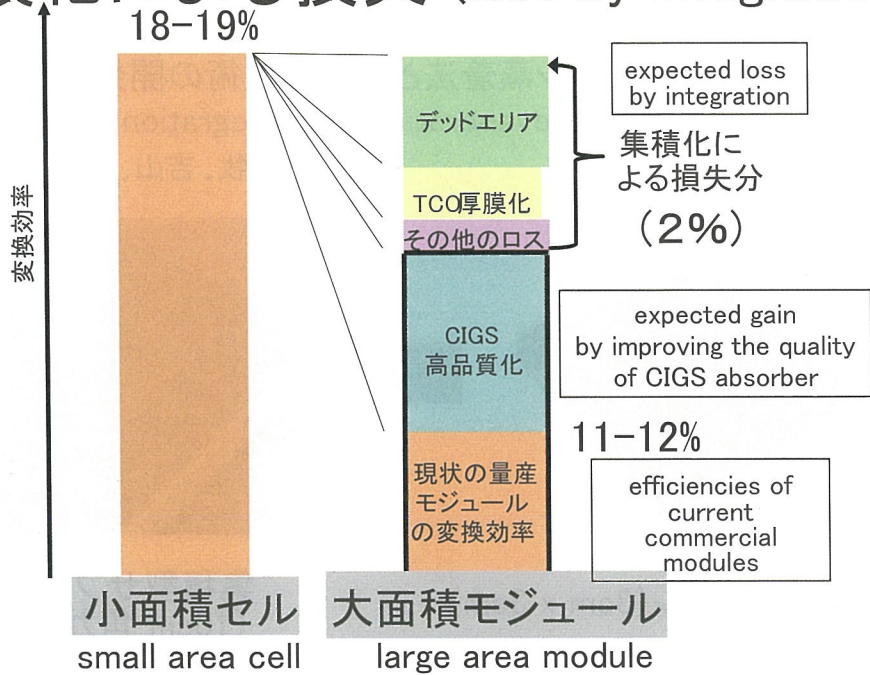 18-19%
変換効率
デッドエリア
TCO厚膜化
その他のロス
CIGS
高品質化
現状の量産
モジュール
の変換効率
expected loss
by integration
集積化に
よる損失分
(2%)
expected gain
by improving the quality
of CIGS absorber
11-12%
efficiencies of
current
commercial
modules
小面積セル
大面積モジュール
small area cell
large area module